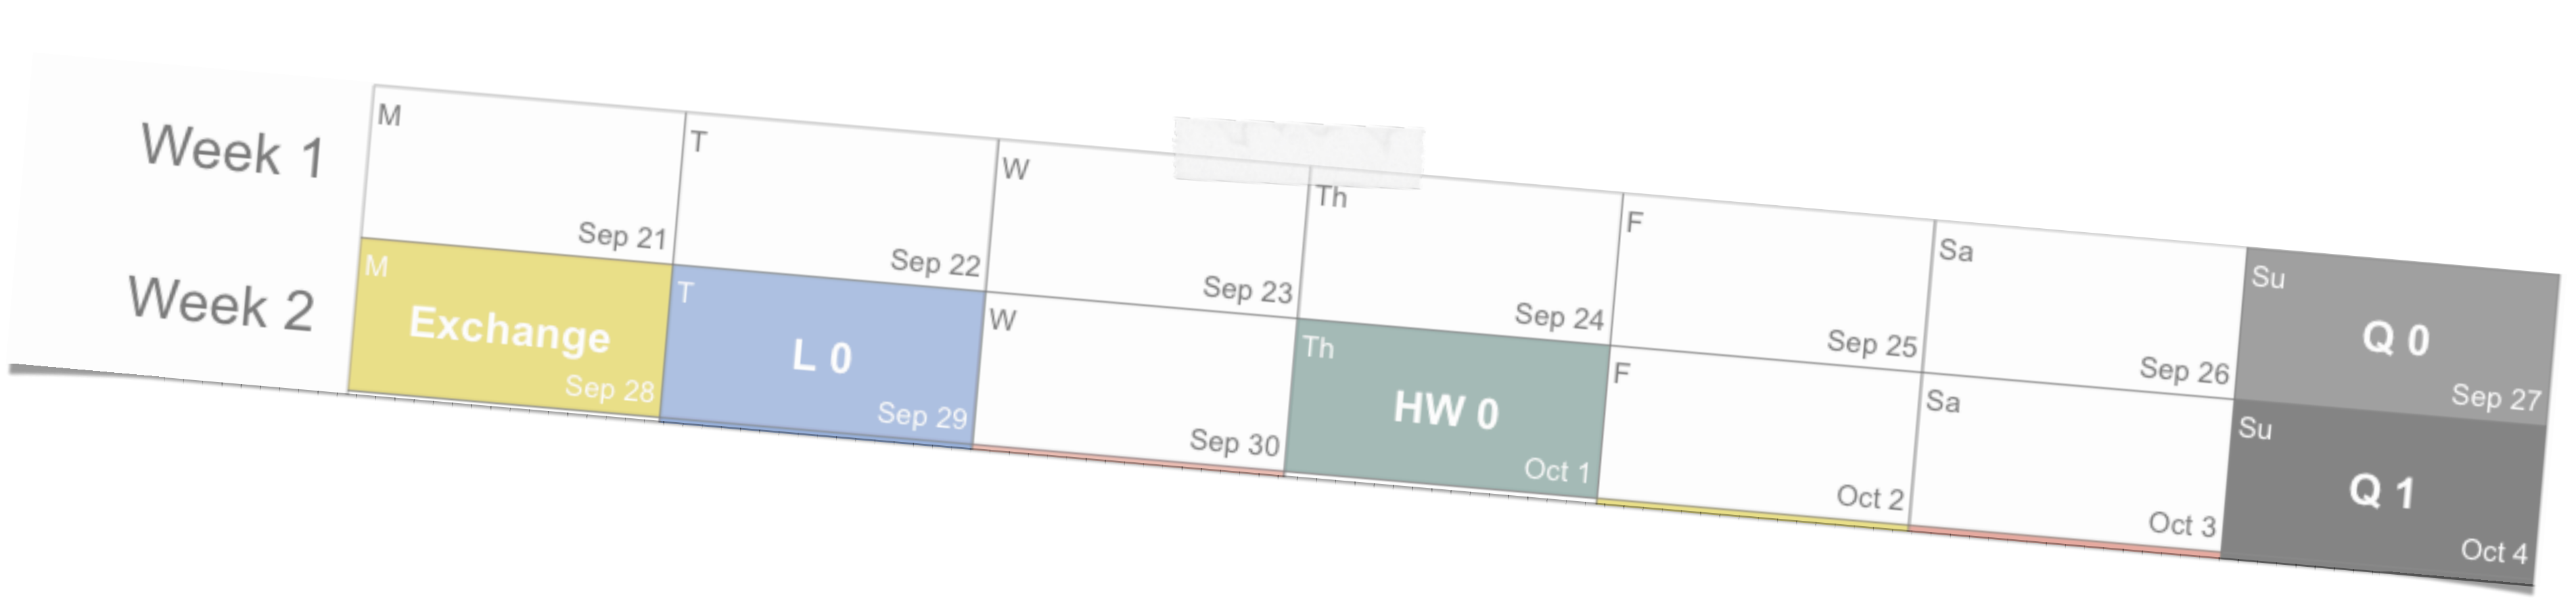 Week 1
M
Sep 21
T
Sep 22
W
Sep 23
Th
Sep 24
F
Sep 25
Sa
Sep 26
Su
Q 0
Sep 27
Week 2
M
Exchange
Sep 28
T
L 0
Sep 29
W
Sep 30
Th
HW 0
Oct 1
F
Oct 2
Sa
Oct 3
Su
Q 1
Oct 4